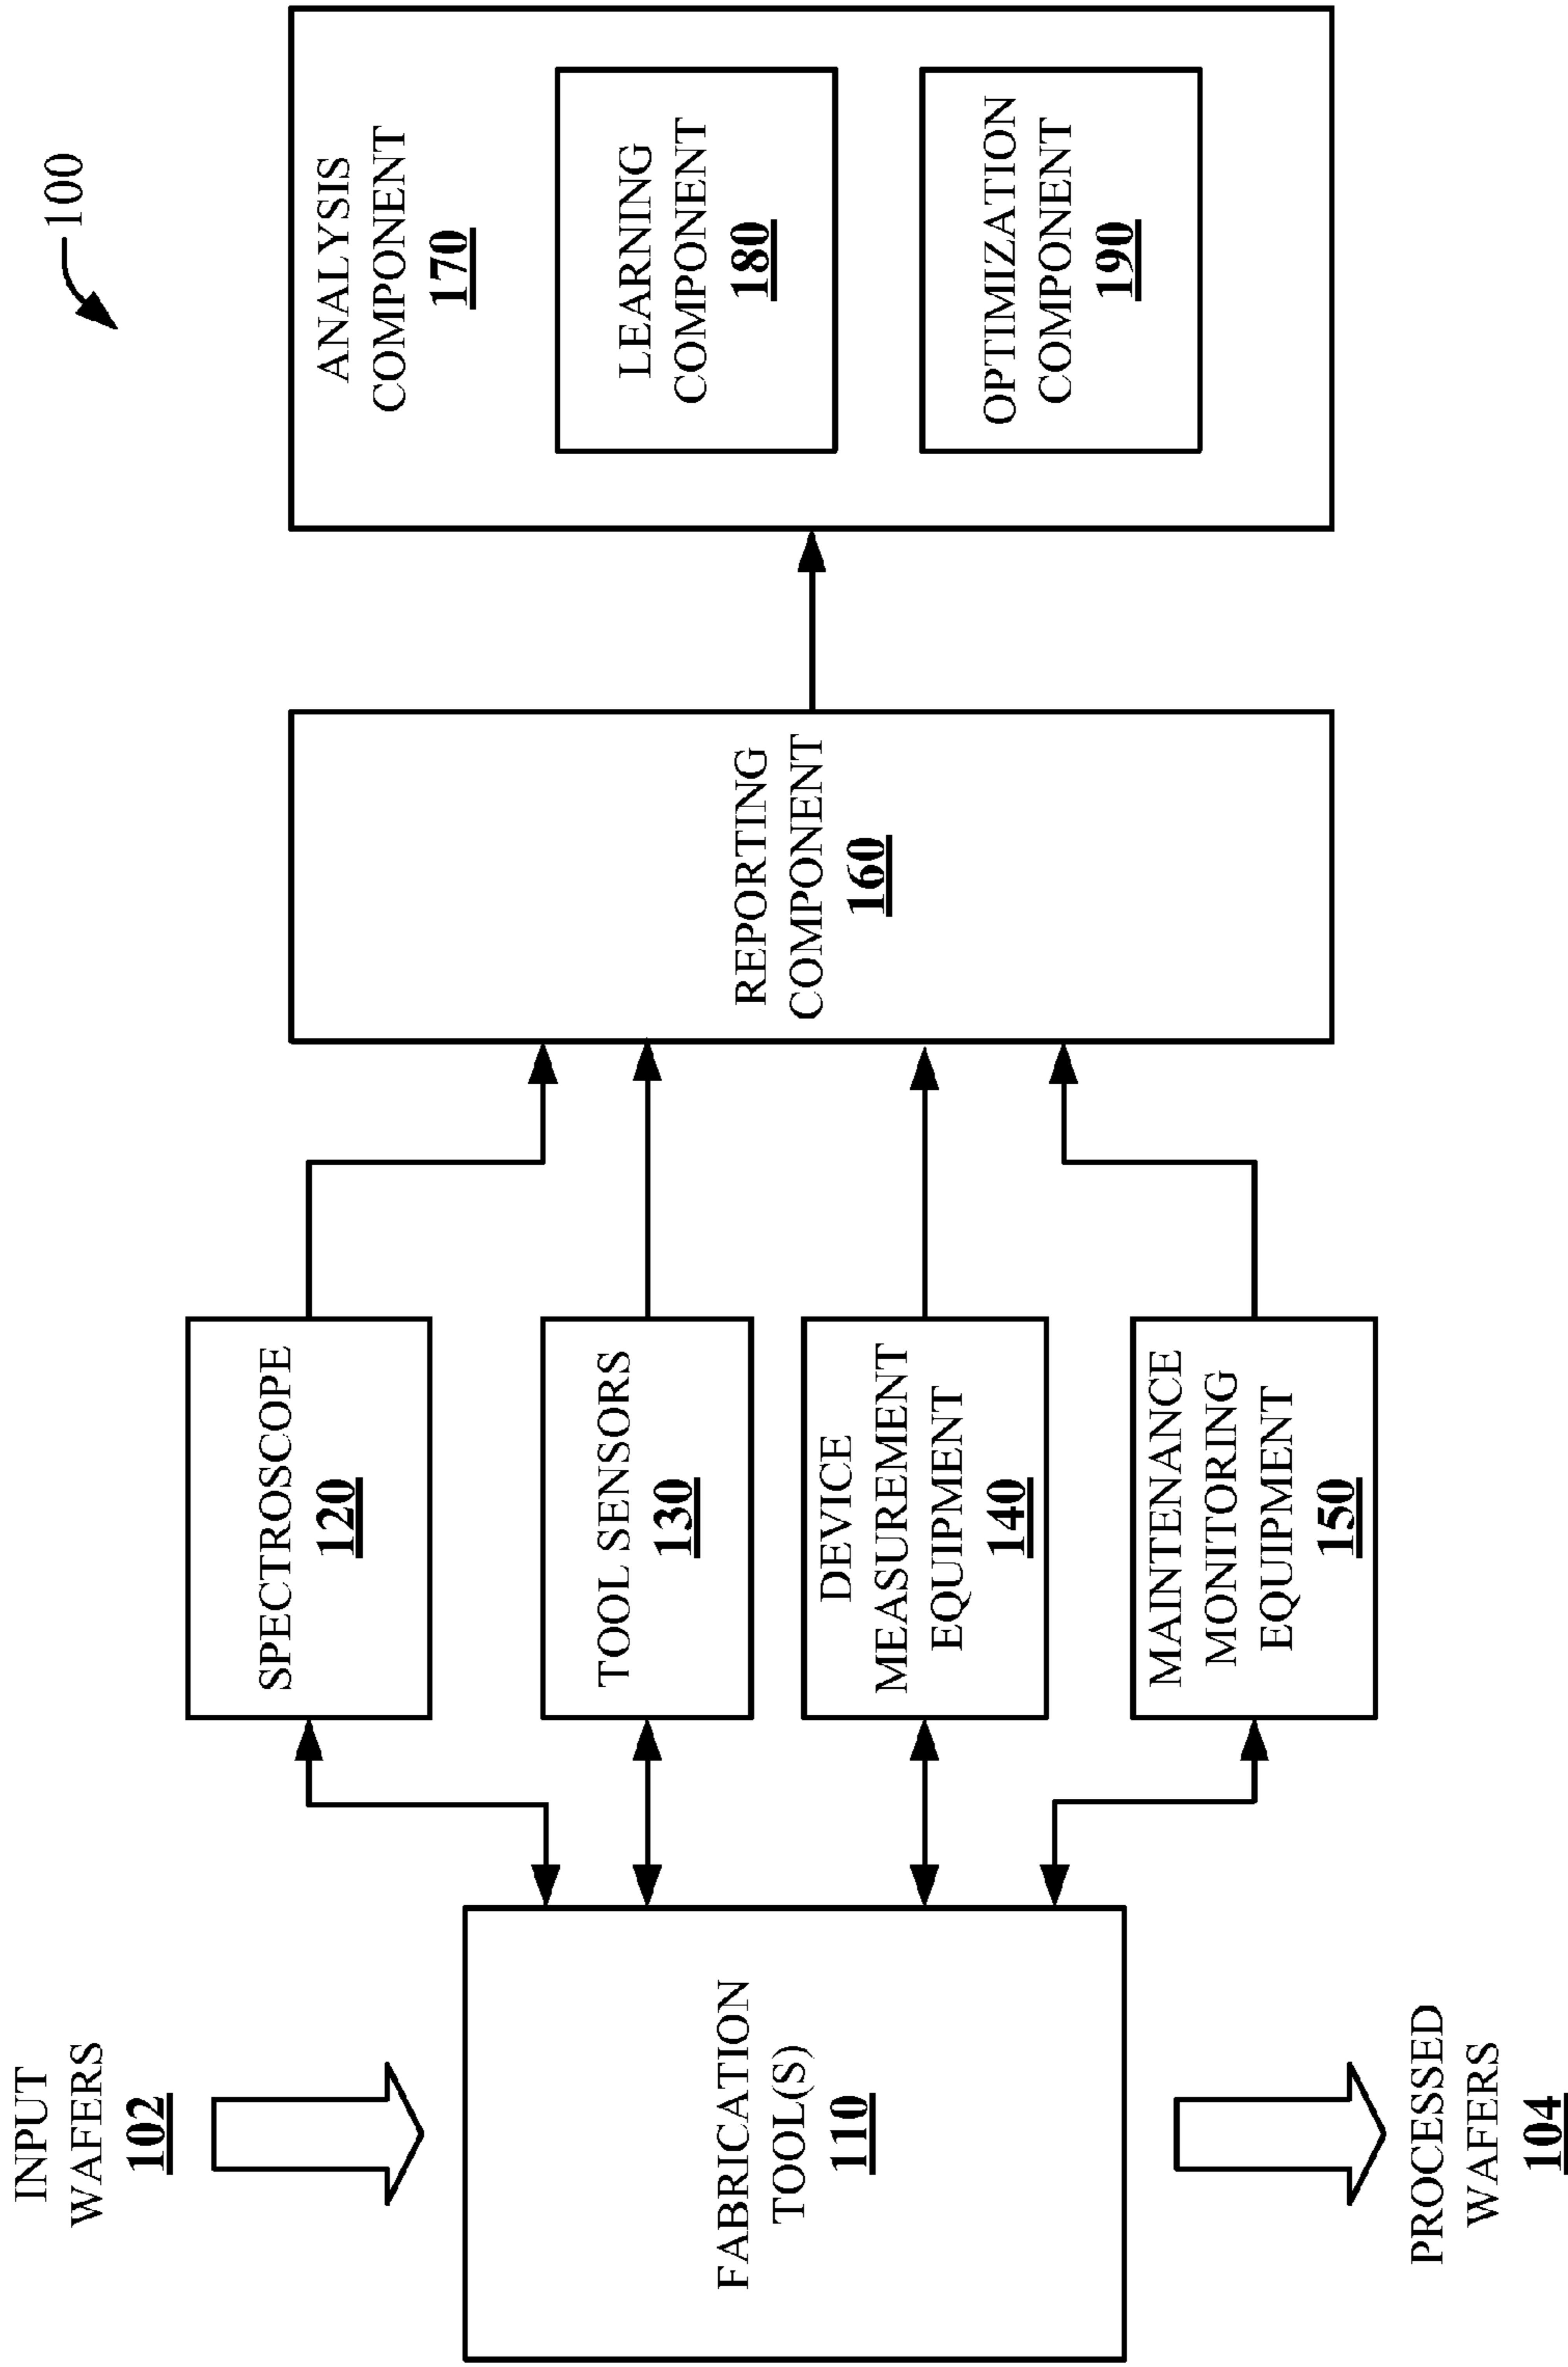 100
INPUT
WAFERS
102
FABRICATION
TOOL(S)
110
PROCESSED
WAFERS
104
SPECTROSCOPE
120
TOOL SENSORS
130
DEVICE
MEASUREMENT
EQUIPMENT
140
MAINTENANCE
MONITORING
EQUIPMENT
150
REPORTING
COMPONENT
160
ANALYSIS
COMPONENT
170
LEARNING
COMPONENT
180
OPTIMIZATION
COMPONENT
190